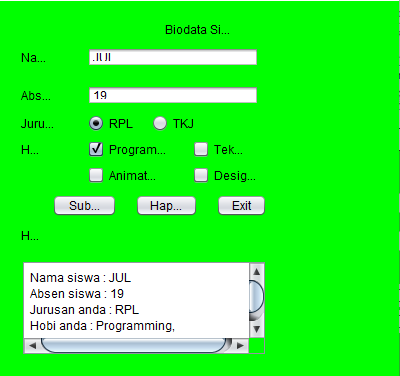 Biodata Si...
Na... JUL
Abs... 19
Juru... RPL TKJ
H... Program... Tek...
Animat... Desig...
Sub... Hap... Exit
H...
Nama siswa : JUL
Absen siswa : 19
Jurusan anda : RPL
Hobi anda : Programming,